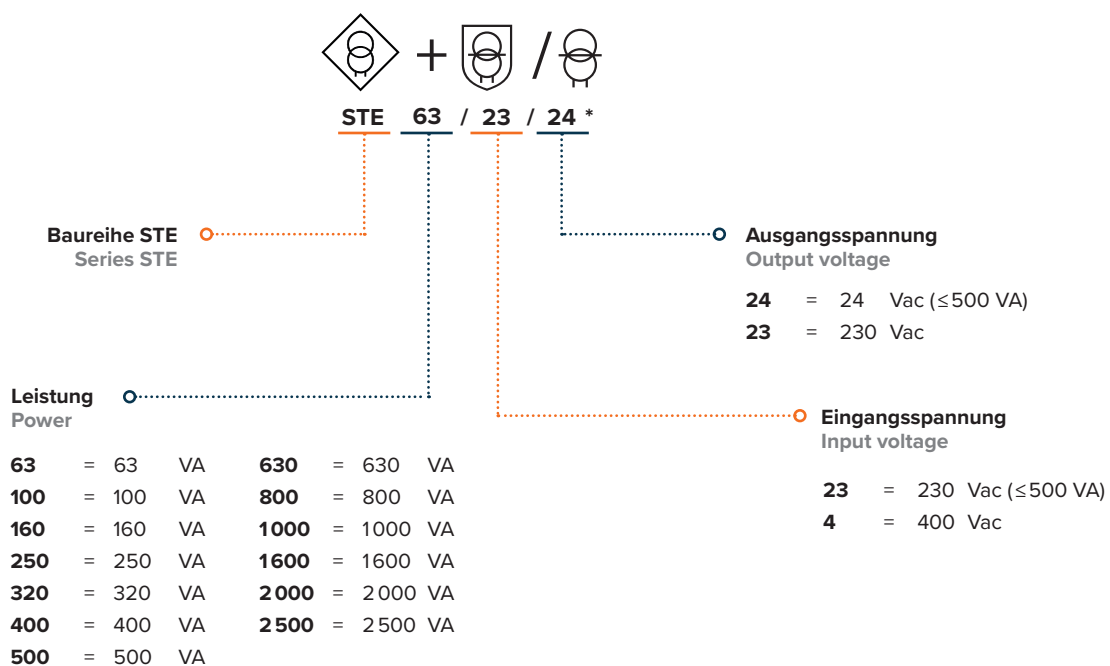 + /
STE 63 / 23 / 24 *
Baureihe STE
Series STE
Ausgangsspannung
Output voltage
24 = 24 Vac (≤500 VA)
23 = 230 Vac
Leistung
Power
63 = 63 VA
100 = 100 VA
160 = 160 VA
250 = 250 VA
320 = 320 VA
400 = 400 VA
500 = 500 VA
630 = 630 VA
800 = 800 VA
1000 = 1000 VA
1600 = 1600 VA
2000 = 2000 VA
2500 = 2500 VA
Eingangsspannung
Input voltage
23 = 230 Vac (≤500 VA)
4 = 400 Vac